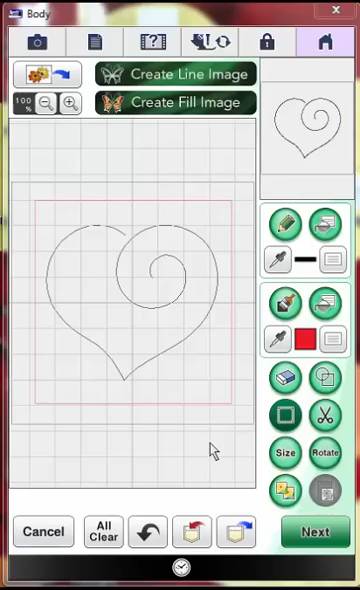 Body
X
?
Create Line Image
100
%
Create Fill Image
Size
Rotate
Cancel
All
Clear
Next